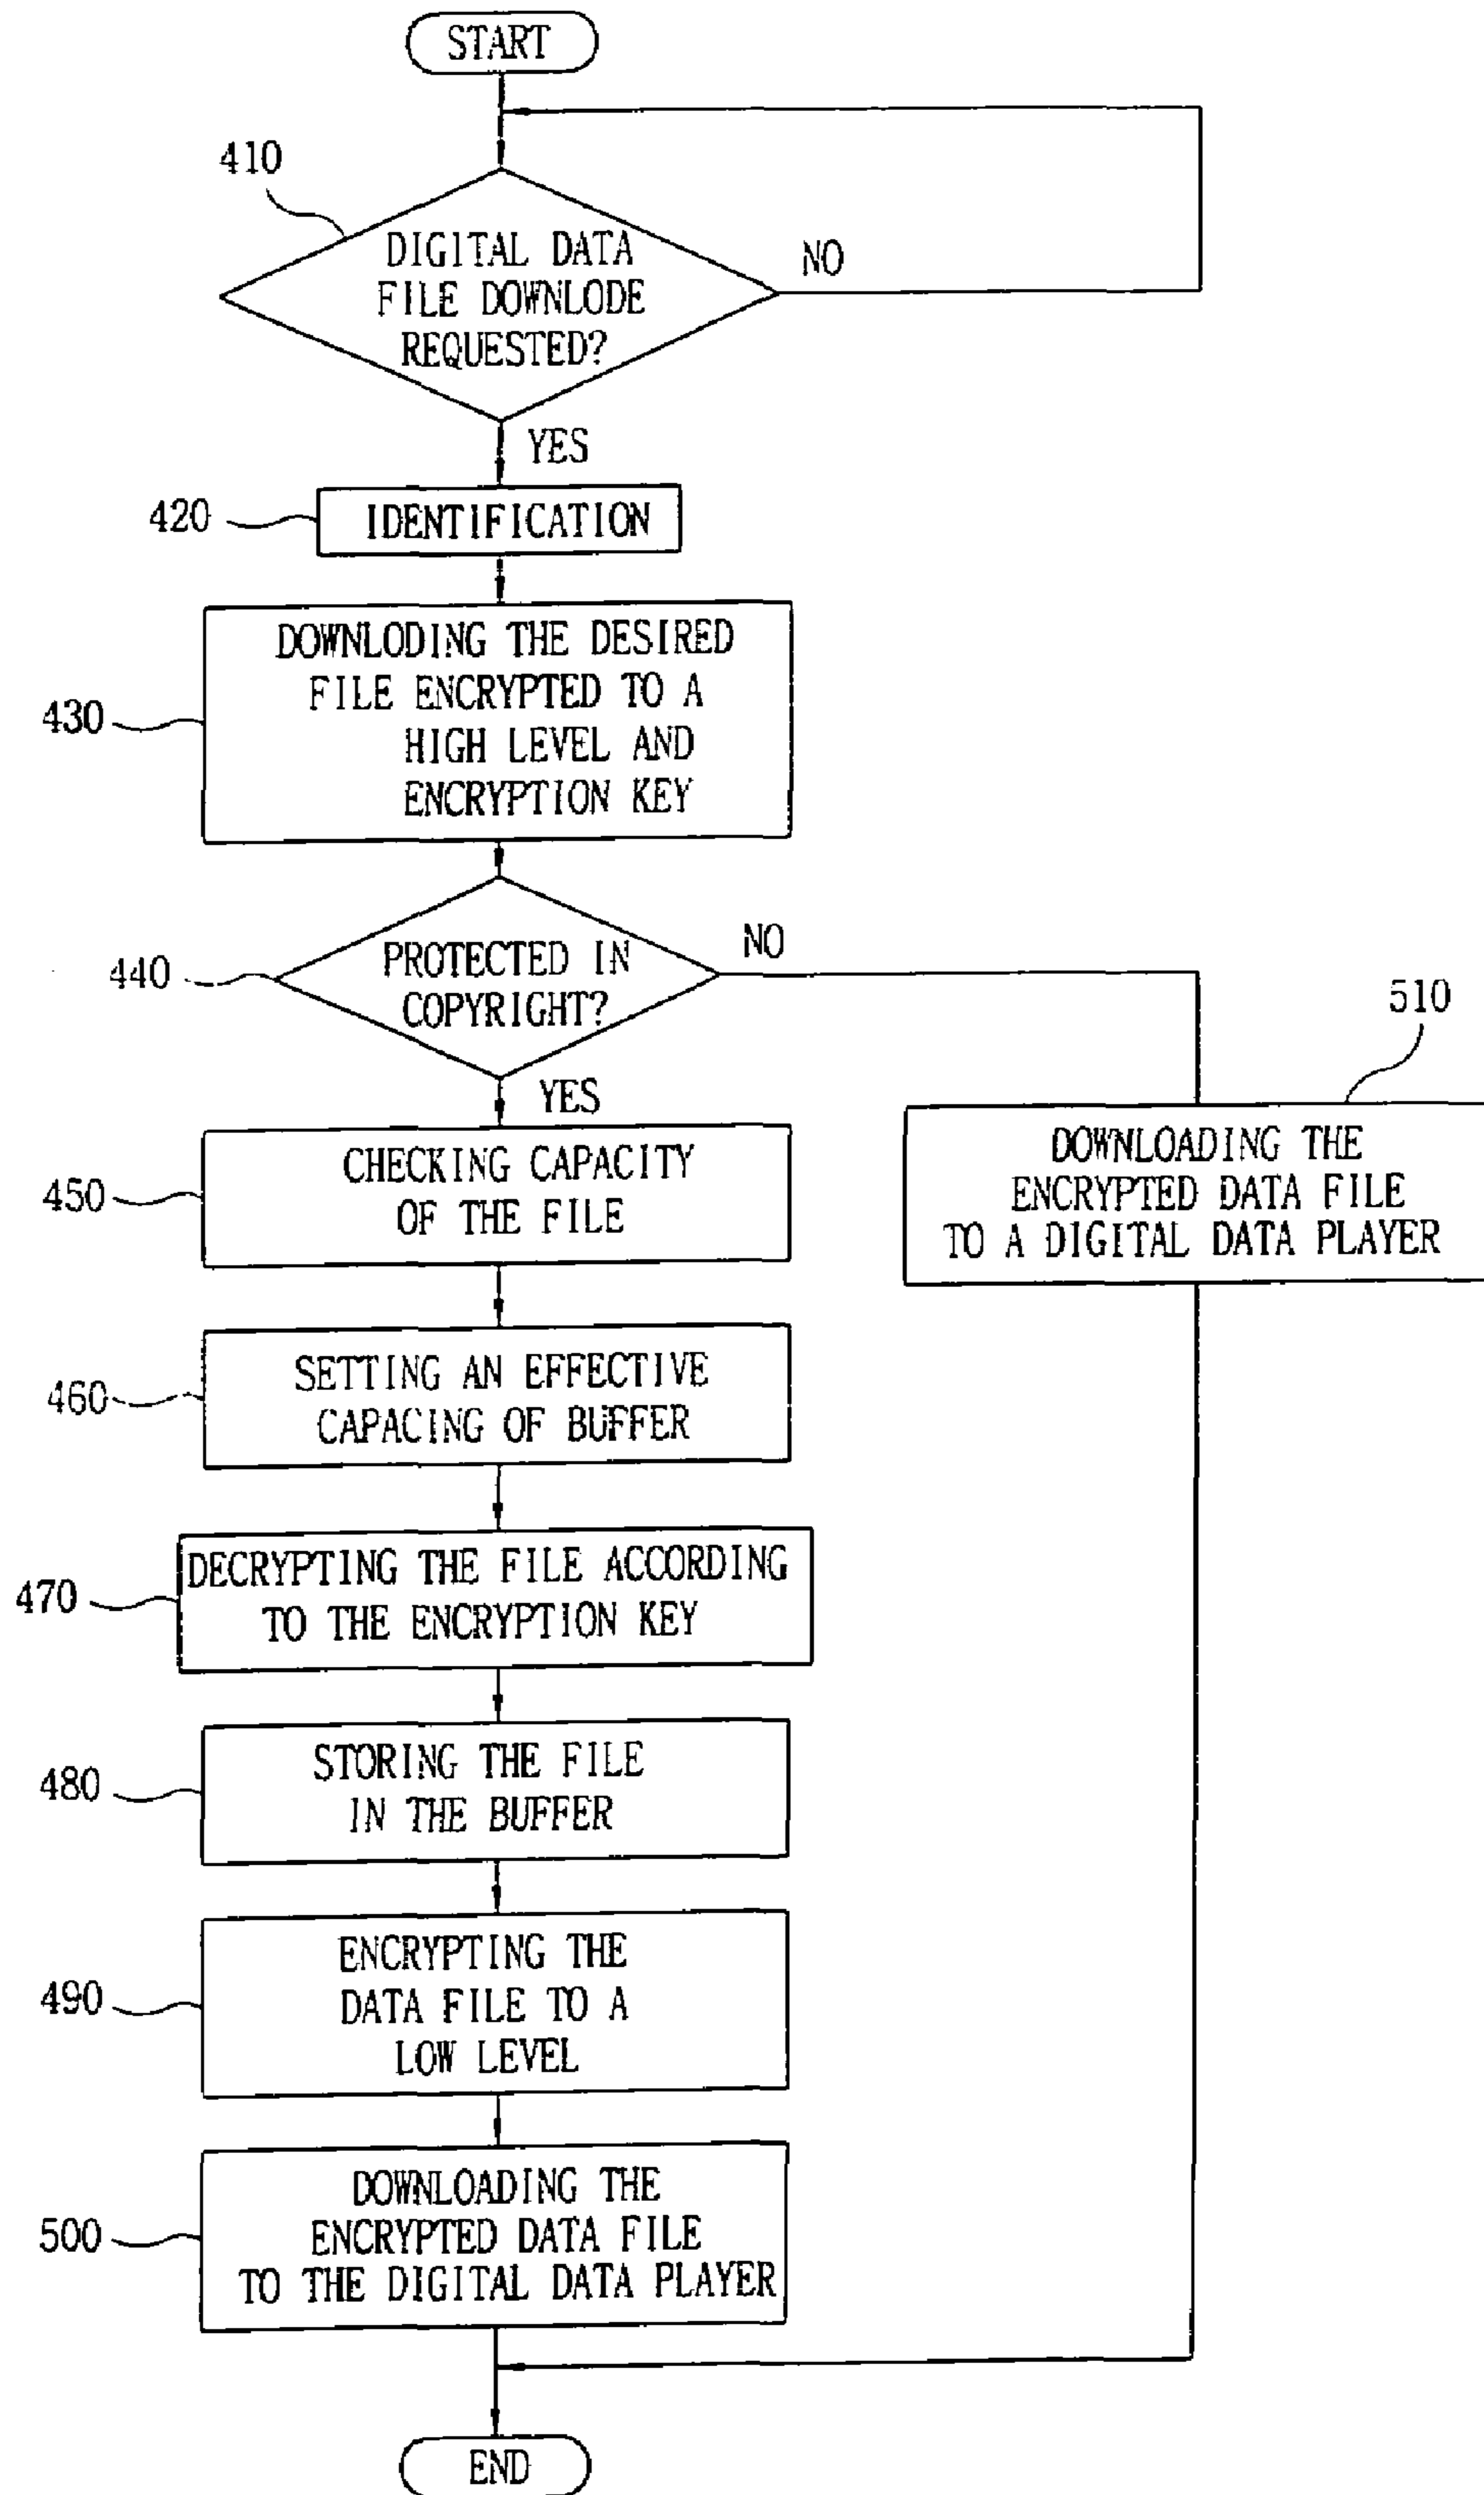 START
410
DIGITAL DATA
FILE DOWNLODE
REQUESTED?
NO
YES
420
IDENTIFICATION
430
DOWNLODING THE DESIRED
FILE ENCRYPTED TO A
HIGH LEVEL AND
ENCRYPTION KEY
440
PROTECTED IN
COPYRIGHT?
NO
YES
510
DOWNLOADING THE
ENCRYPTED DATA FILE
TO A DIGITAL DATA PLAYER
450
CHECKING CAPACITY
OF THE FILE
460
SETTING AN EFFECTIVE
CAPACING OF BUFFER
470
DECRYPTING THE FILE ACCORDING
TO THE ENCRYPTION KEY
480
STORING THE FILE
IN THE BUFFER
490
ENCRYPTING THE
DATA FILE TO A
LOW LEVEL
500
DOWNLOADING THE
ENCRYPTED DATA FILE
TO THE DIGITAL DATA PLAYER
END